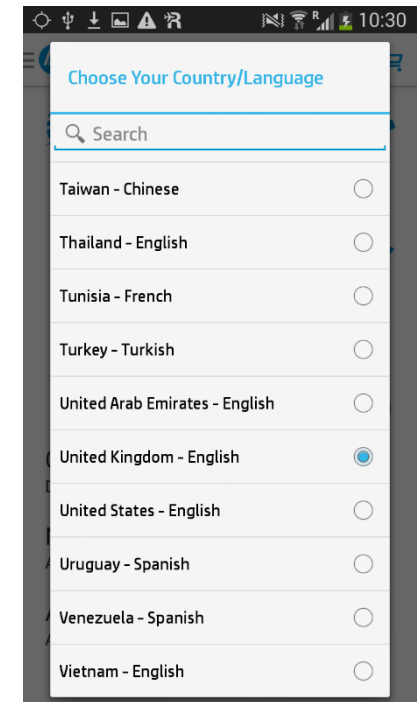 R 10:30
Choose Your Country/Language
Search
Taiwan - Chinese
Thailand - English
Tunisia - French
Turkey - Turkish
United Arab Emirates - English
United Kingdom - English
United States - English
Uruguay - Spanish
Venezuela - Spanish
Vietnam - English